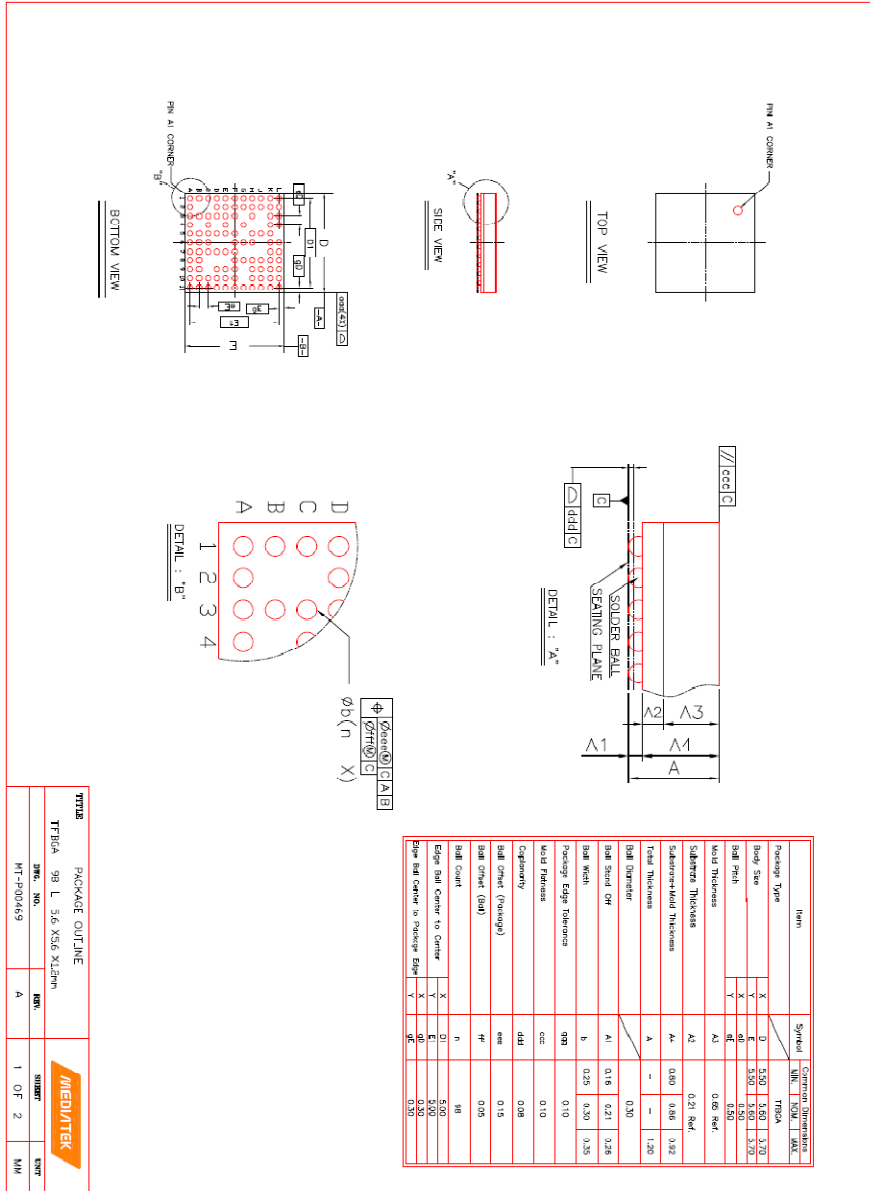 PIN A1 CORNER
TOP VIEW
"A"
SIDE VIEW
PIN A1 CORNER
"B"
A B C D E F G H J K L
D
D1
gD
E
E1
gE
-A-
-B-
aaa(4X)
BOTTOM VIEW
// ccc C
C
ddd C
SOLDER BALL
SEATING PLANE
A2 A3
A1
A4
A
DETAIL : "A"
A B C D
1 2 3 4
DETAIL : "B"
Øb(n X)
Øeee Ⓜ C A B
Øfff Ⓜ C
Item Symbol Common Dimensions
MIN. NOM. MAX.
Package Type TFBGA
Body Size X D 5.50 5.60 5.70
Y E 5.50 5.60 5.70
Ball Pitch X eD 0.50
Y eE 0.50
Mold Thickness A3 0.65 Ref.
Substrate Thickness A2 0.21 Ref.
Substrate+Mold Thickness A4 0.80 0.86 0.92
Total Thickness A - - 1.20
Ball Diameter 0.30
Ball Stand Off A1 0.16 0.21 0.26
Ball Width b 0.25 0.30 0.35
Package Edge Tolerance 0.10
Mold Flatness ccc 0.10
Coplanarity ddd 0.08
Ball Offset (Package) eee 0.15
Ball Offset (Ball) fff 0.05
Ball Count n 98
Edge Ball Center to Center X D1 5.00
Y E1 5.00
Edge Ball Center to Package Edge X gD 0.30
Y gE 0.30
TITLE PACKAGE OUTLINE
TFBGA 98 L 5.6 X5.6 X1.2mm
DWG. NO. REV. SHEET UNIT
MT-P00469 A 1 OF 2 MM
MEDIATEK